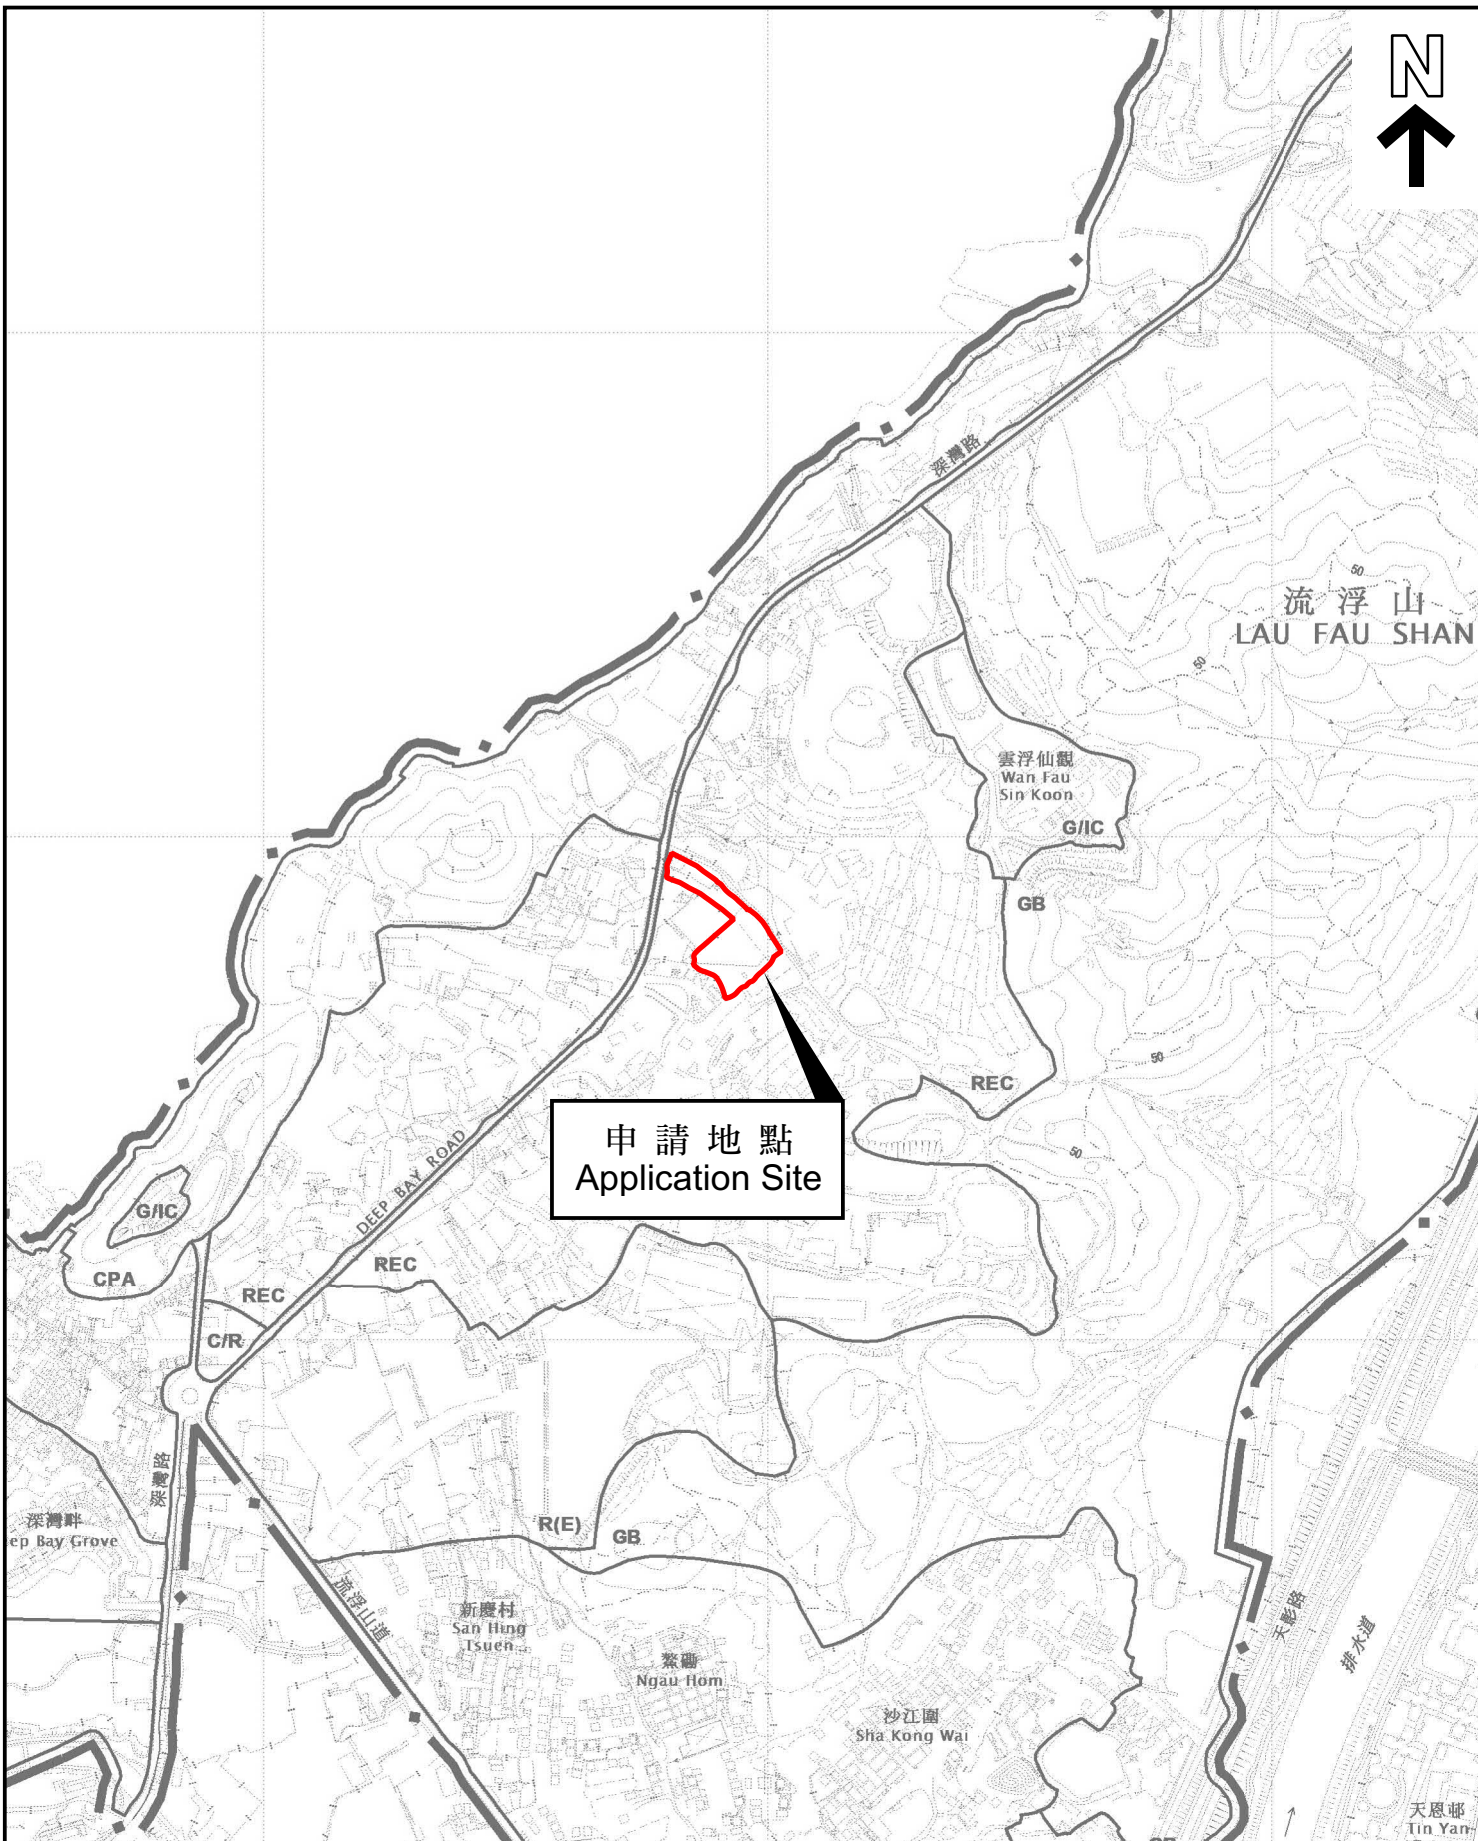 N
深灣路
50
流浮山
LAU FAU SHAN
50
雲浮仙觀
Wan Fau
Sin Koon
G/IC
GB
50
REC
申請地點
Application Site
50
DEEP BAY ROAD
G/IC
CPA
REC
REC
C/R
深灣路
深灣畔
ep Bay Grove
R(E)
GB
流浮山道
新慶村
San Hing
Tsuen
鰲磡
Ngau Hom
沙江圍
Sha Kong Wai
天影路
排水道
天恩邨
Tin Yan